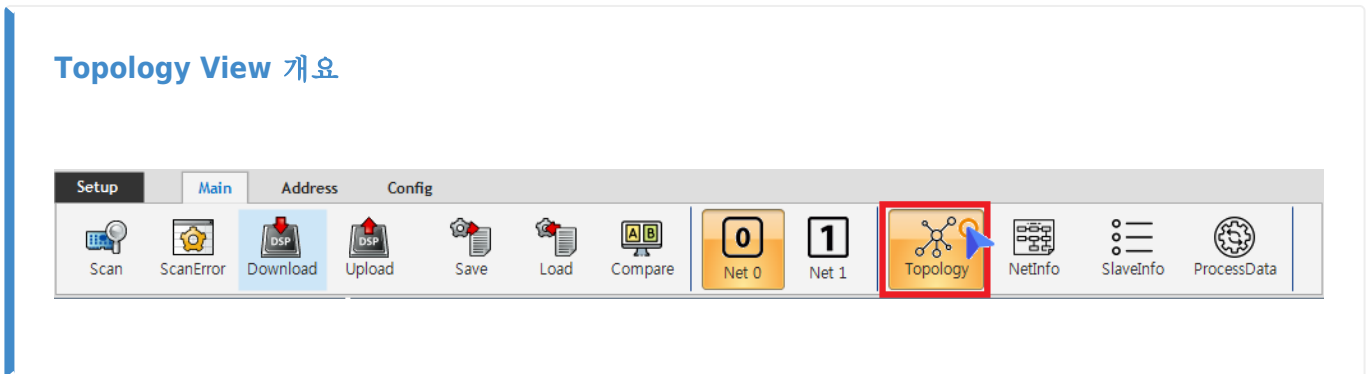 Topology View 개요
Setup Main Address Config
DSP DSP A B 0 1
Scan ScanError Download Upload Save Load Compare Net 0 Net 1 Topology NetInfo SlaveInfo ProcessData